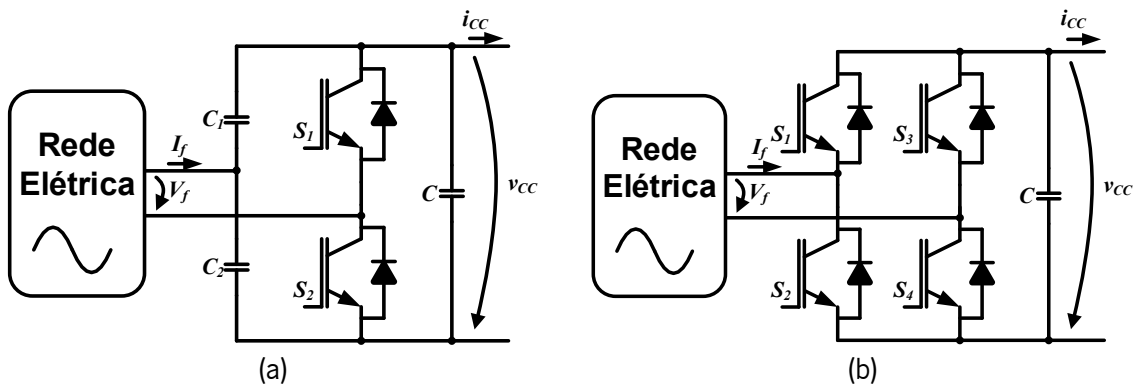 i_CC
S_1
C_1
Rede
Elétrica
I_f
V_f
C
v_CC
C_2
S_2
(a)
i_CC
S_1
S_3
Rede
Elétrica
I_f
V_f
C
v_CC
S_2
S_4
(b)